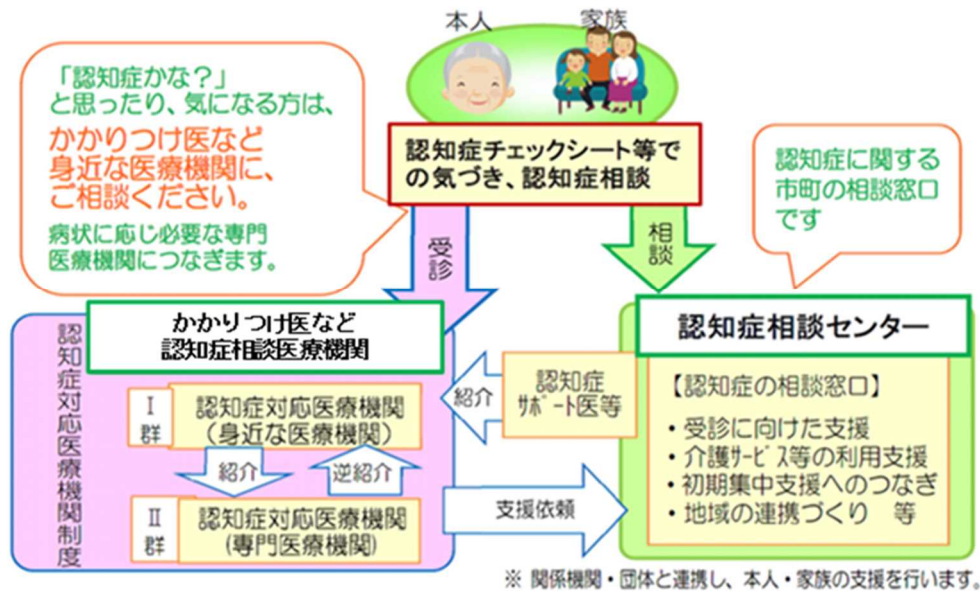 本人
家族
「認知症かな？」
と思ったり、気になる方は、
かかりつけ医など
身近な医療機関に、
ご相談ください。
病状に応じ必要な専門
医療機関につなぎます。
認知症チェックシート等で
の気づき、認知症相談
認知症に関する
市町の相談窓口
です
受診
相談
かかりつけ医など
認知症相談医療機関
認知症対応医療機関制度
Ⅰ
群
認知症対応医療機関
（身近な医療機関）
紹介
逆紹介
Ⅱ
群
認知症対応医療機関
(専門医療機関)
紹介
認知症
ｻﾎﾟｰﾄ医等
支援依頼
認知症相談センター
【認知症の相談窓口】
・受診に向けた支援
・介護ｻｰﾋﾞｽ等の利用支援
・初期集中支援へのつなぎ
・地域の連携づくり　等
※ 関係機関・団体と連携し、本人・家族の支援を行います。